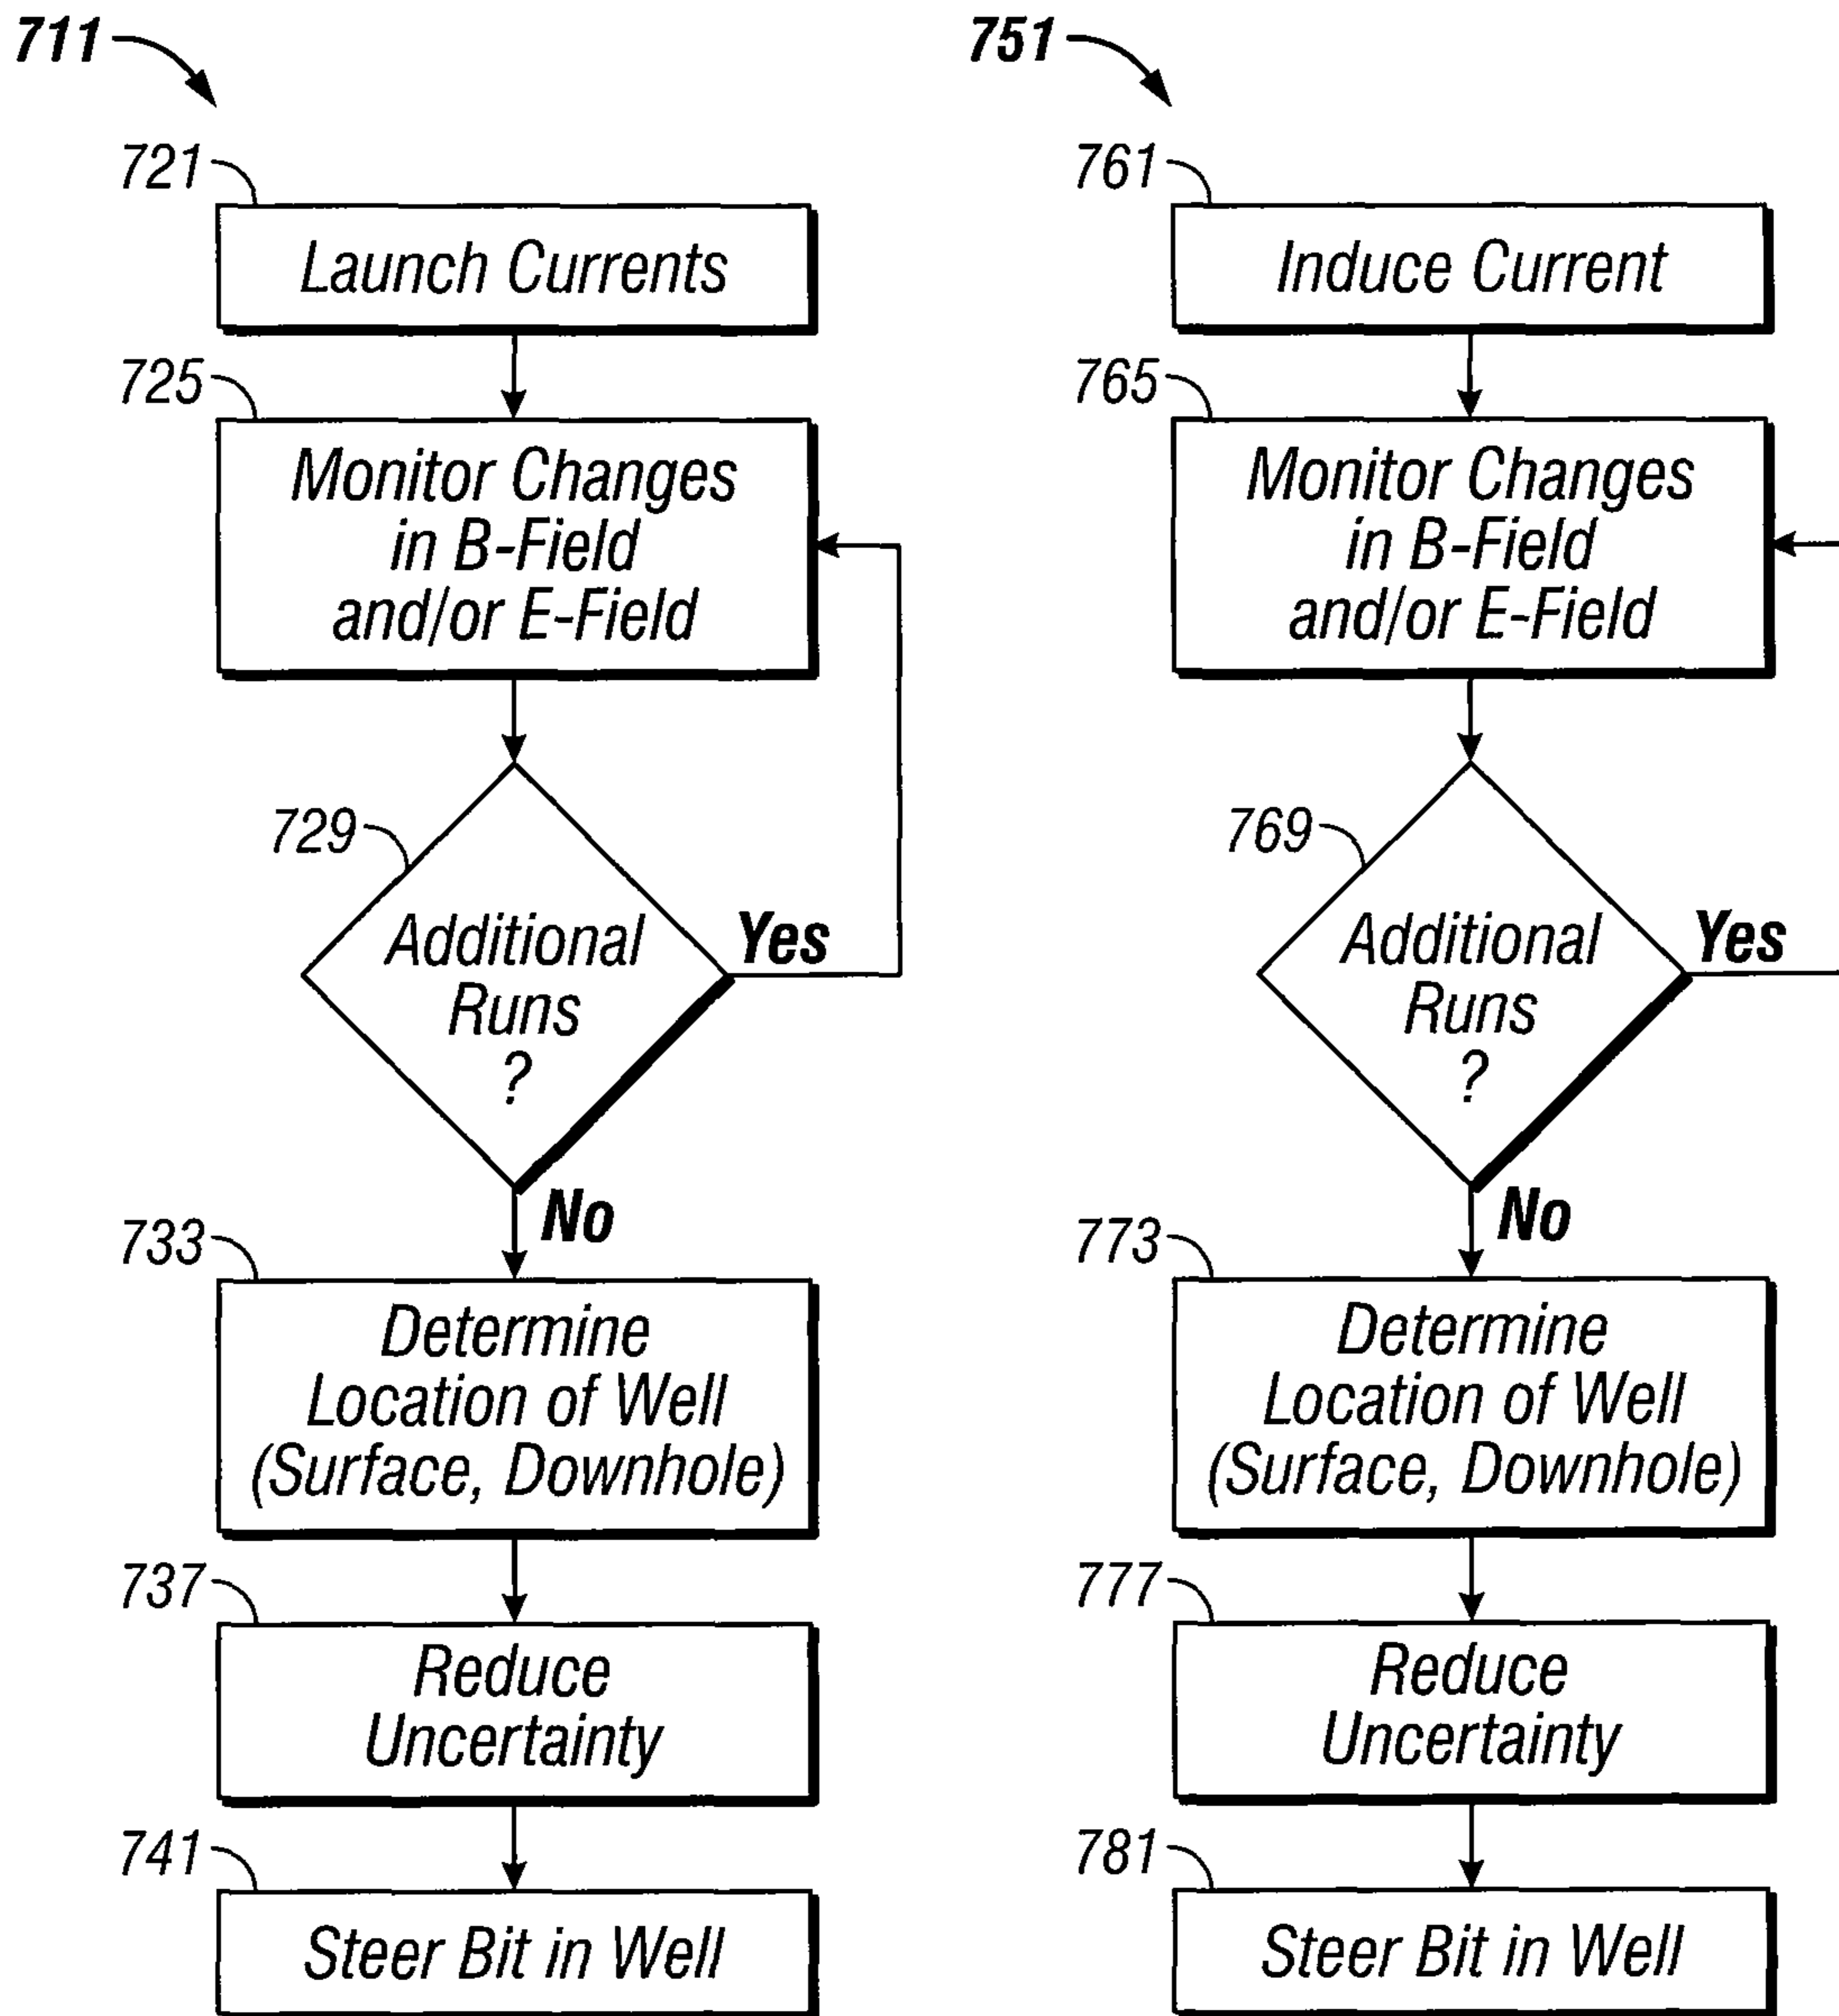 711
721
Launch Currents
725
Monitor Changes
in B-Field
and/or E-Field
729
Additional
Runs
?
Yes
No
733
Determine
Location of Well
(Surface, Downhole)
737
Reduce
Uncertainty
741
Steer Bit in Well
751
761
Induce Current
765
Monitor Changes
in B-Field
and/or E-Field
769
Additional
Runs
?
Yes
No
773
Determine
Location of Well
(Surface, Downhole)
777
Reduce
Uncertainty
781
Steer Bit in Well